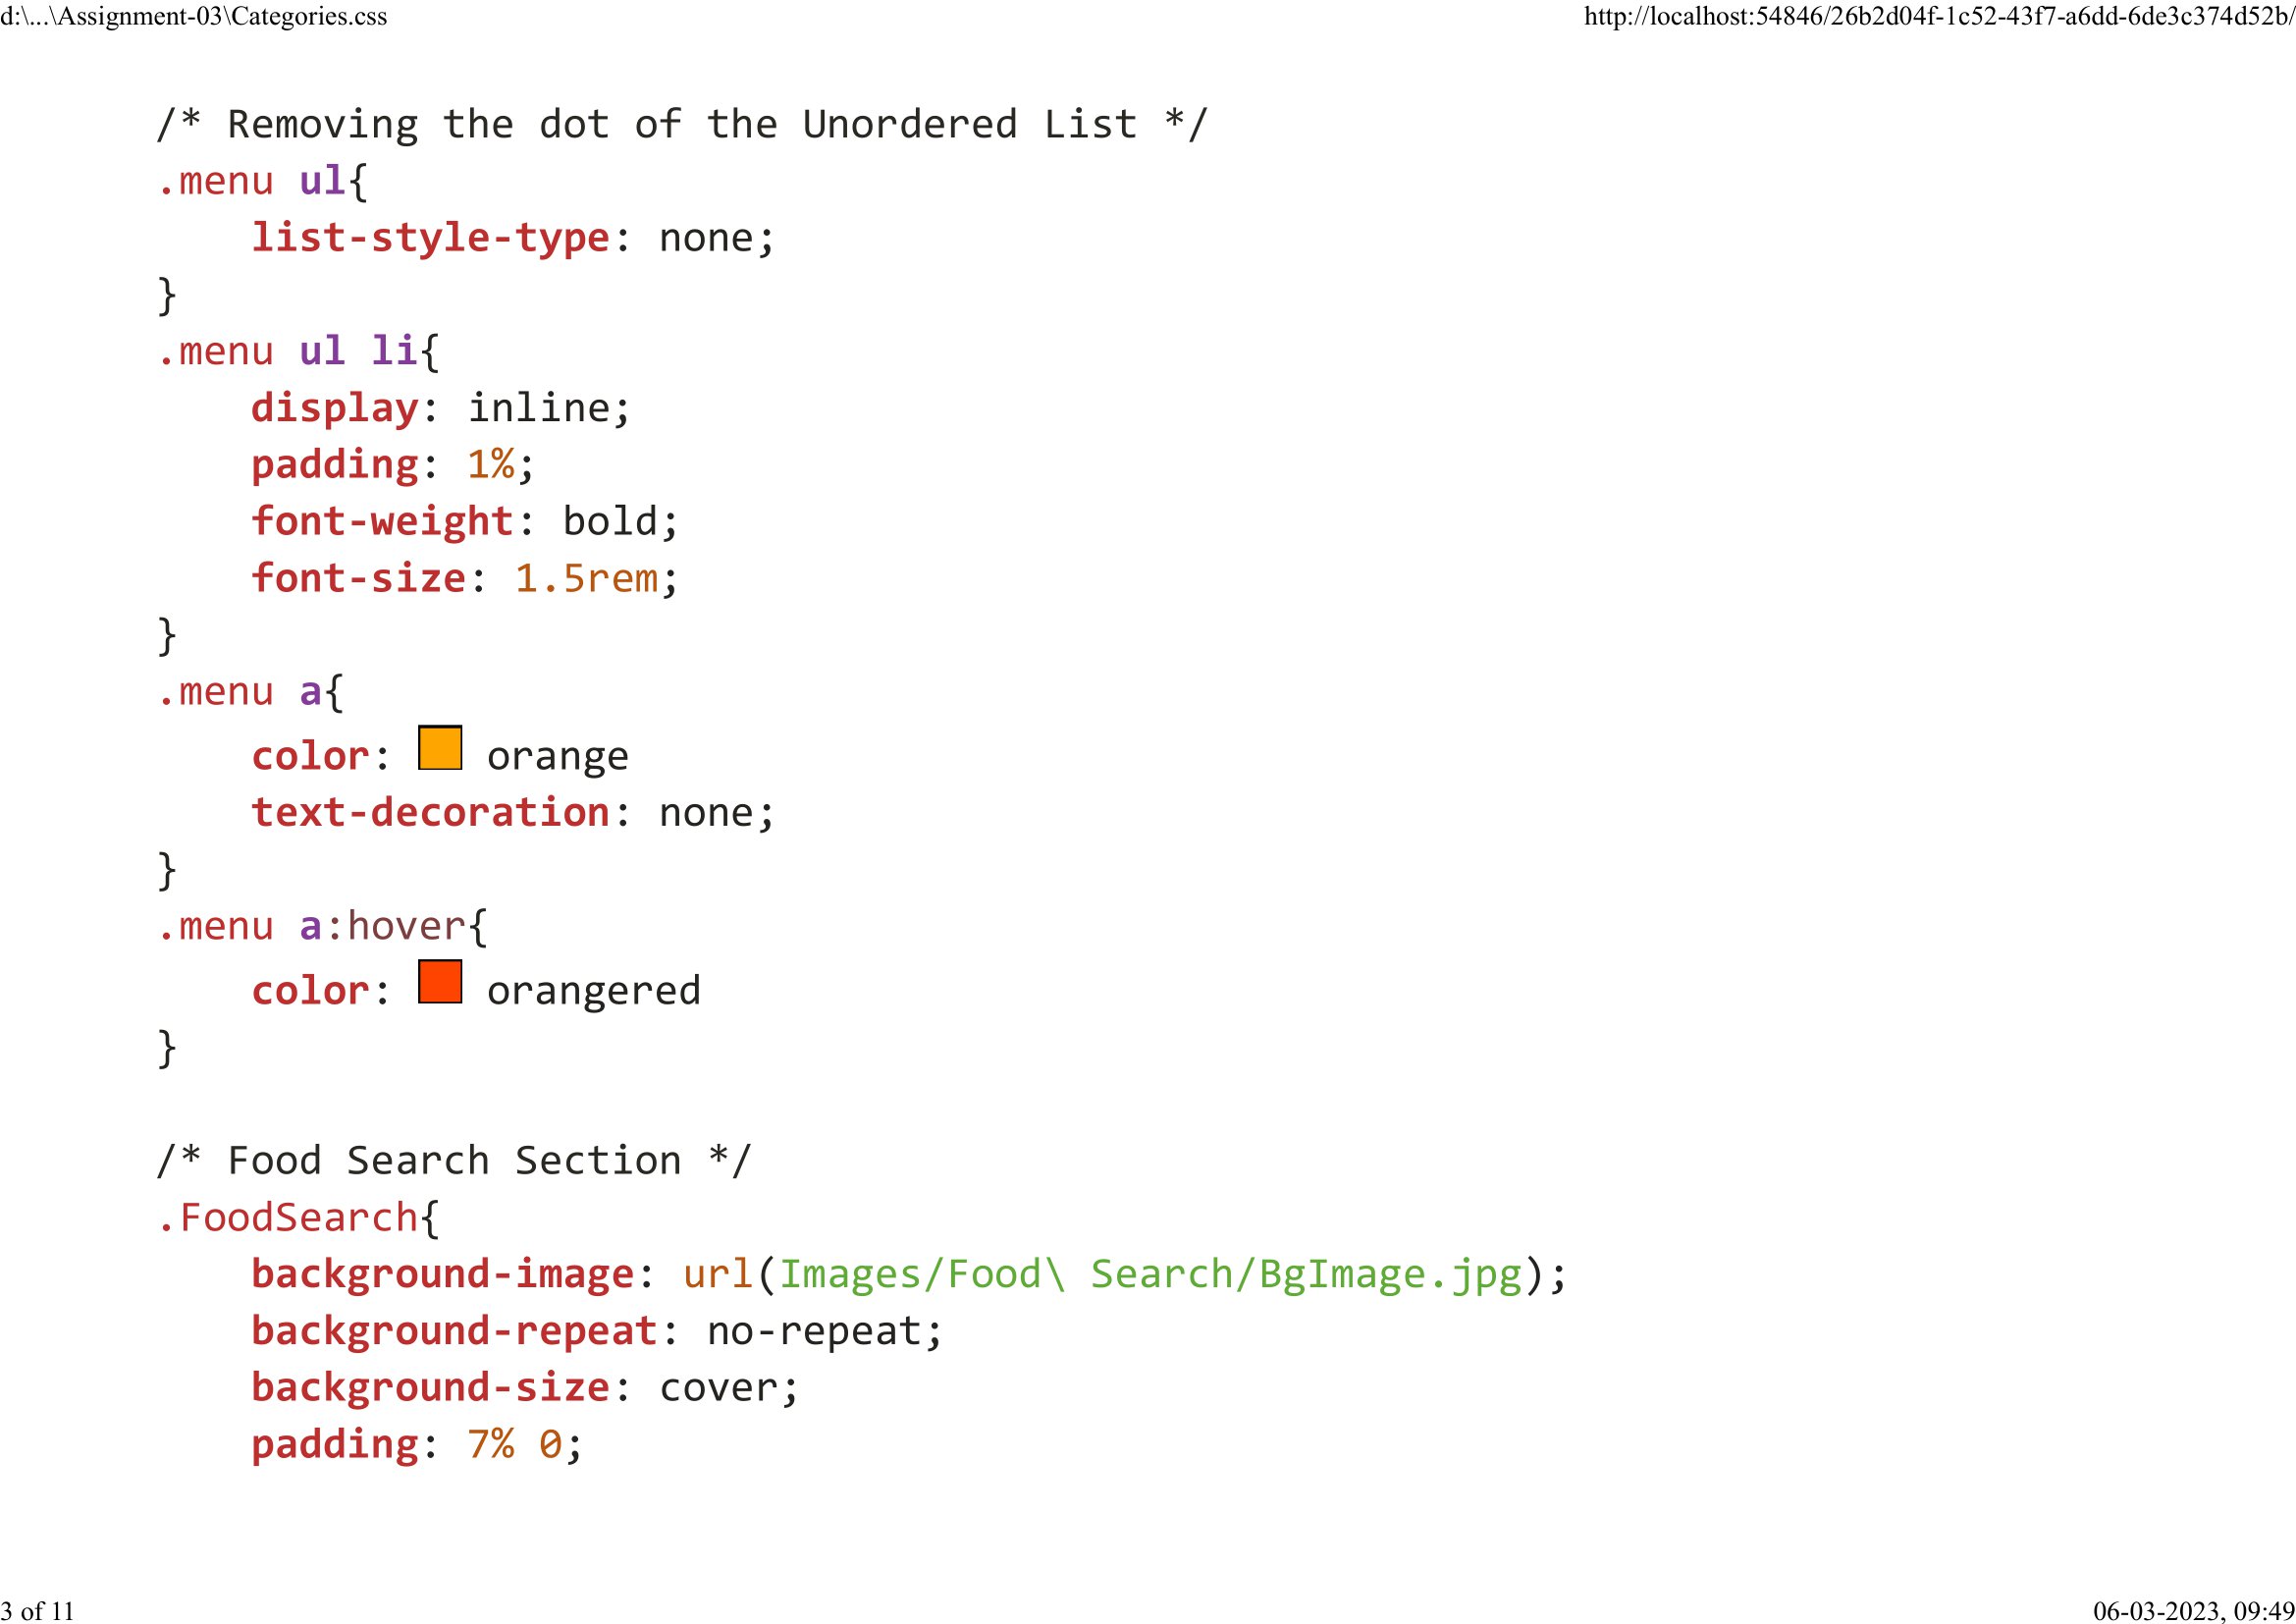 d:\...\Assignment-03\Categories.css
http://localhost:54846/26b2d04f-1c52-43f7-a6dd-6de3c374d52b/
/* Removing the dot of the Unordered List */
.menu ul{
    list-style-type: none;
}
.menu ul li{
    display: inline;
    padding: 1%;
    font-weight: bold;
    font-size: 1.5rem;
}
.menu a{
    color: orange
    text-decoration: none;
}
.menu a:hover{
    color: orangered
}
/* Food Search Section */
.FoodSearch{
    background-image: url(Images/Food\ Search/BgImage.jpg);
    background-repeat: no-repeat;
    background-size: cover;
    padding: 7% 0;
3 of 11
06-03-2023, 09:49